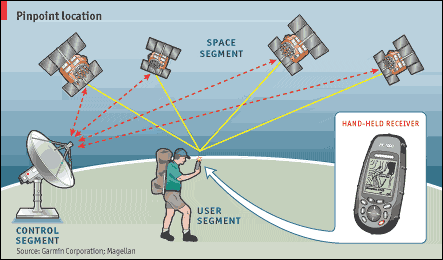 Pinpoint location
SPACE
SEGMENT
HAND-HELD RECEIVER
USER
SEGMENT
CONTROL
SEGMENT
Source: Garmin Corporation; Magellan